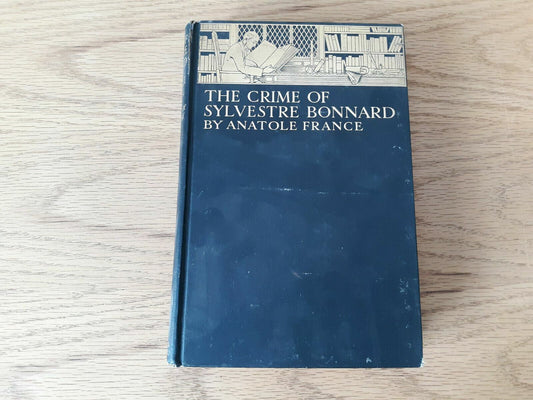 THE CRIME OF
SYLVESTRE BONNARD
BY ANATOLE FRANCE